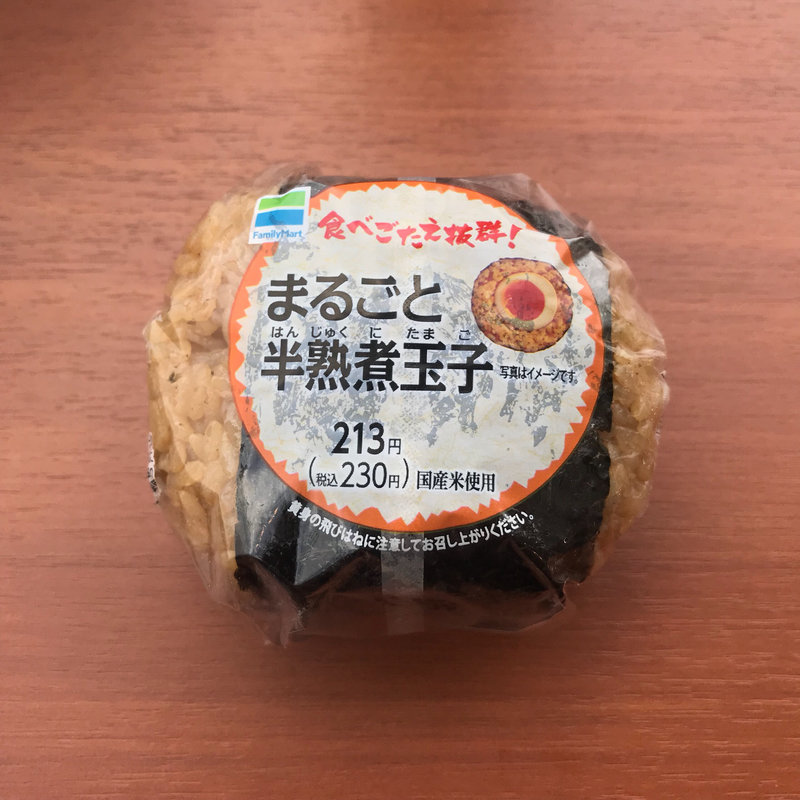 FamilyMart
食べごたえ抜群!
まるごと
はんじゅくにたまご
半熟煮玉子
写真はイメージです。
213円
(税込230円)
国産米使用
黄身の飛びはねに注意してお召し上がりください。